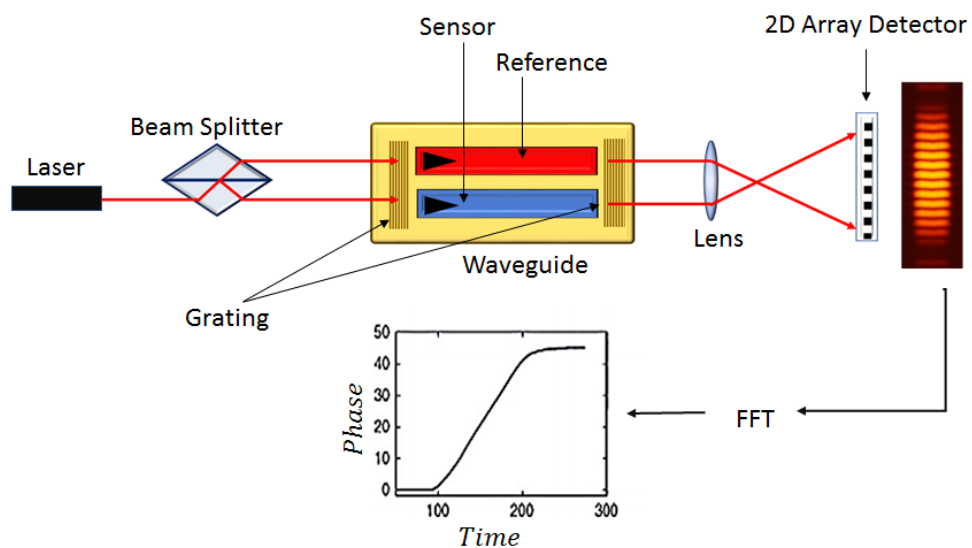 Sensor
2D Array Detector
Reference
Beam Splitter
Laser
Lens
Waveguide
Grating
50
40
30
20
10
0
Phase
100
200
300
Time
FFT